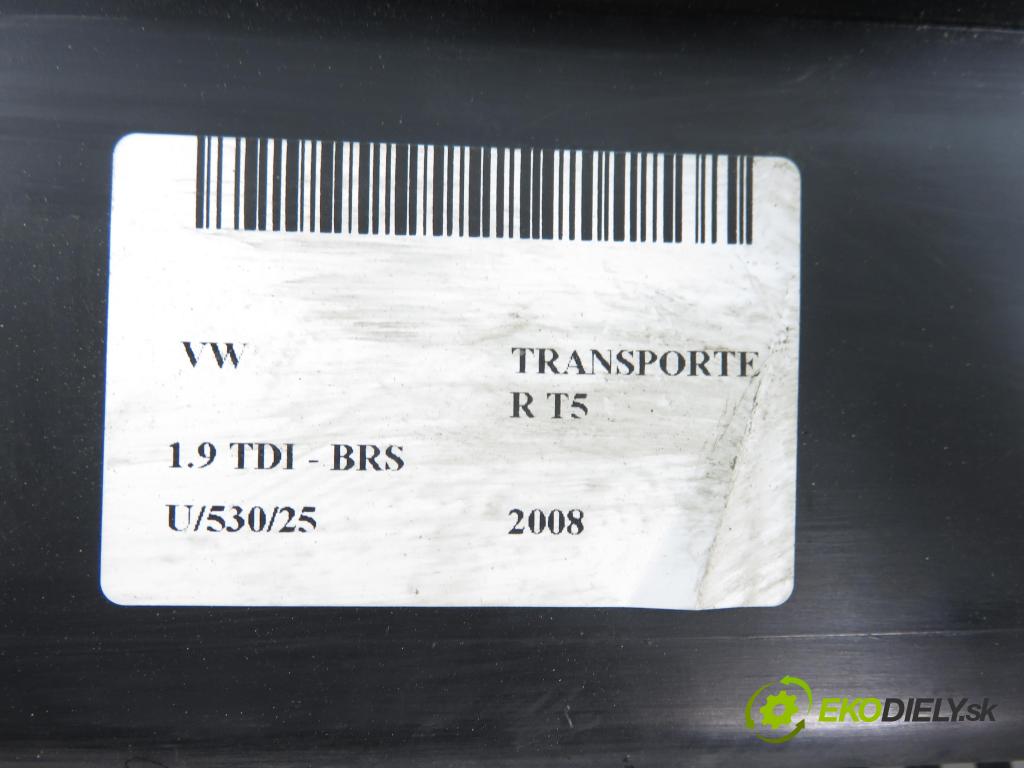 VW TRANSPORTE
R T5
1.9 TDI - BRS
U/530/25 2008
EKODIELY.sk